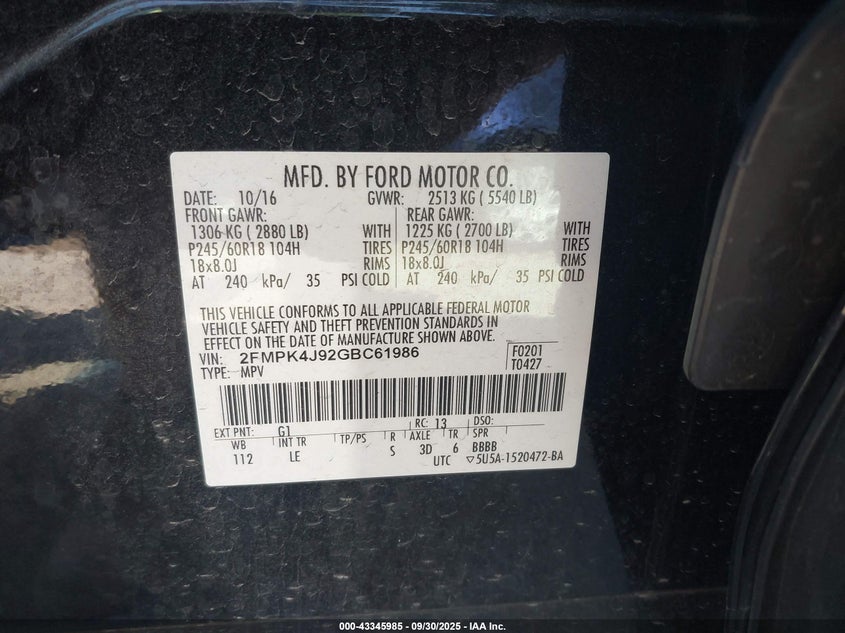 MFD. BY FORD MOTOR CO.
DATE: 10/16 GVWR: 2513 KG ( 5540 LB)
FRONT GAWR: REAR GAWR:
1306 KG ( 2880 LB) WITH 1225 KG ( 2700 LB) WITH
P245/60R18 104H TIRES P245/60R18 104H TIRES
18x8.0J RIMS 18x8.0J RIMS
AT 240 kPa/ 35 PSI COLD AT 240 kPa/ 35 PSI COLD
THIS VEHICLE CONFORMS TO ALL APPLICABLE FEDERAL MOTOR
VEHICLE SAFETY AND THEFT PREVENTION STANDARDS IN
EFFECT ON THE DATE OF MANUFACTURE SHOWN ABOVE.
VIN: 2FMPK4J92GBC61986 F0201
TYPE: MPV T0427
EXT PNT: G1 RC: 13 DSO:
WB INT TR TP/PS R AXLE TR SPR
112 LE S 3D 6 BBBB
UTC ▽5U5A-1520472-BA
000-43345985 - 09/30/2025 - IAA Inc.